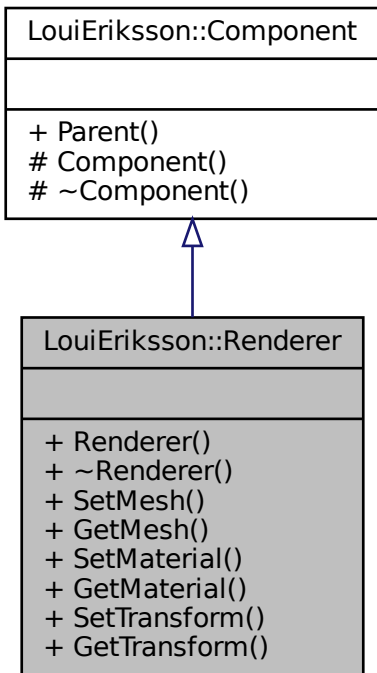 LouiEriksson::Component
+ Parent()
# Component()
# ~Component()
LouiEriksson::Renderer
+ Renderer()
+ ~Renderer()
+ SetMesh()
+ GetMesh()
+ SetMaterial()
+ GetMaterial()
+ SetTransform()
+ GetTransform()